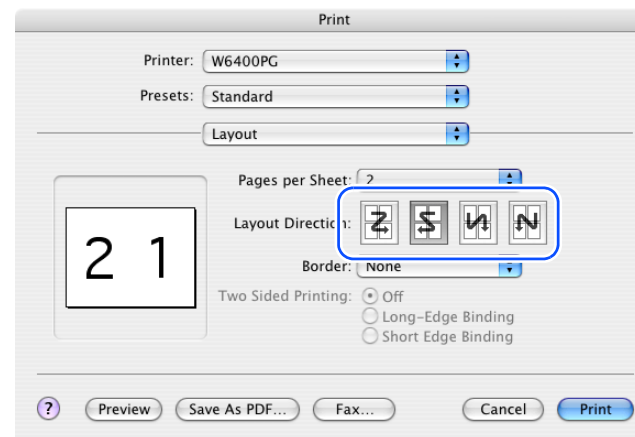 Print
Printer: W6400PG
Presets: Standard
Layout
Pages per Sheet: 2
Layout Direction:
2 1
Border: None
Two Sided Printing: Off
Long-Edge Binding
Short Edge Binding
? Preview Save As PDF... Fax... Cancel Print